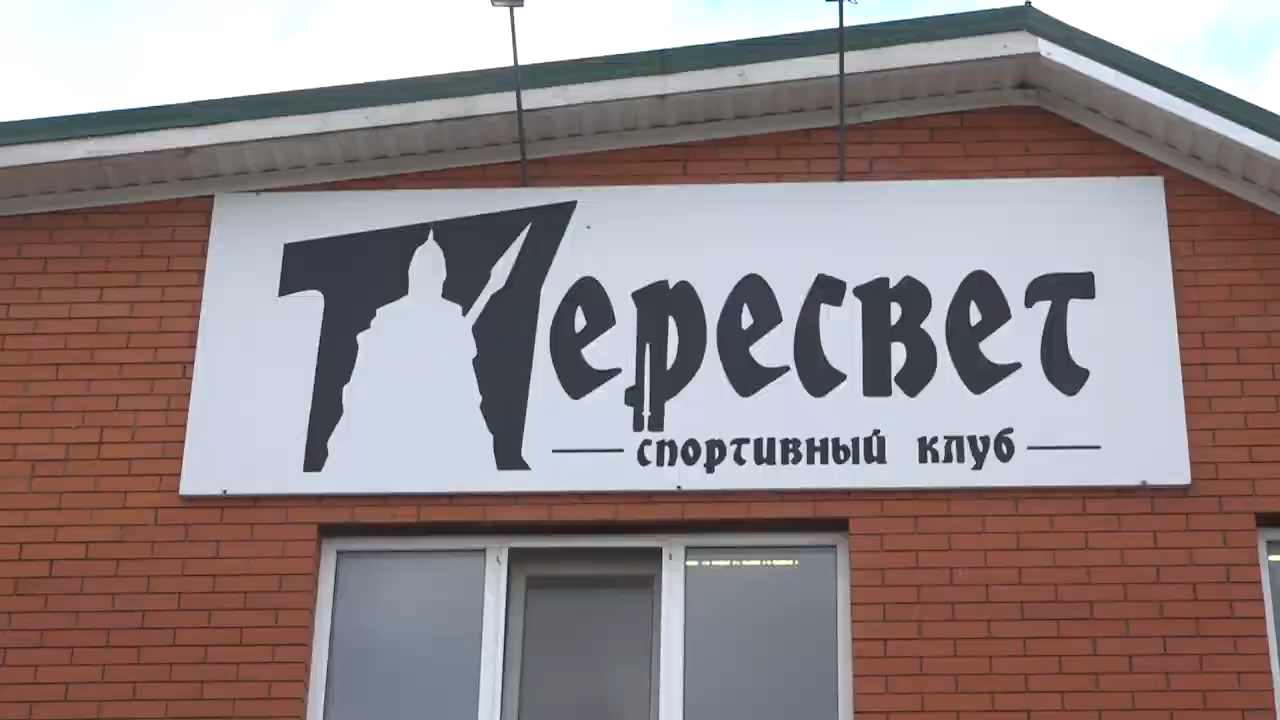 Пересвет
спортивный клуб